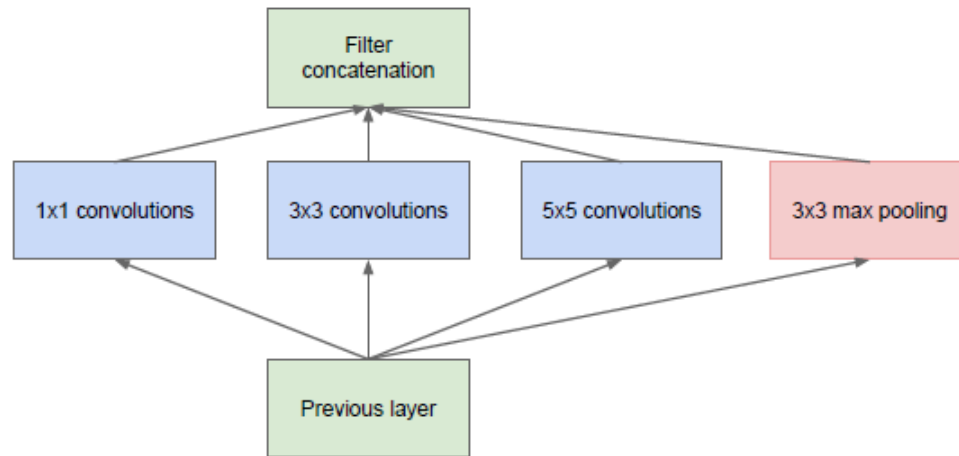 Filter
concatenation
1x1 convolutions
3x3 convolutions
5x5 convolutions
3x3 max pooling
Previous layer